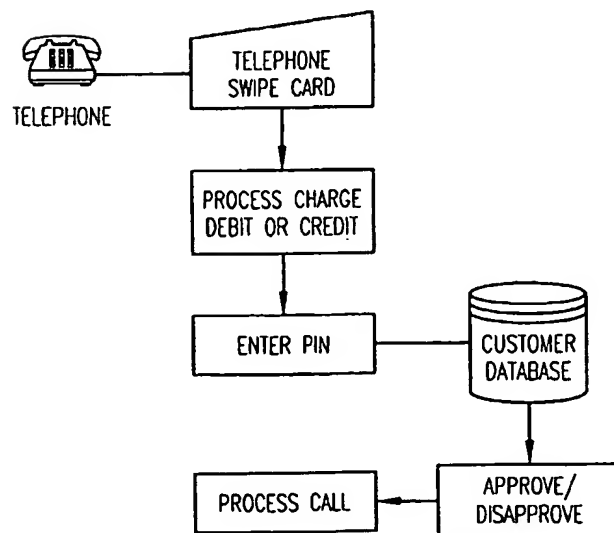 TELEPHONE
SWIPE CARD
TELEPHONE
PROCESS CHARGE
DEBIT OR CREDIT
ENTER PIN
CUSTOMER
DATABASE
APPROVE/
DISAPPROVE
PROCESS CALL